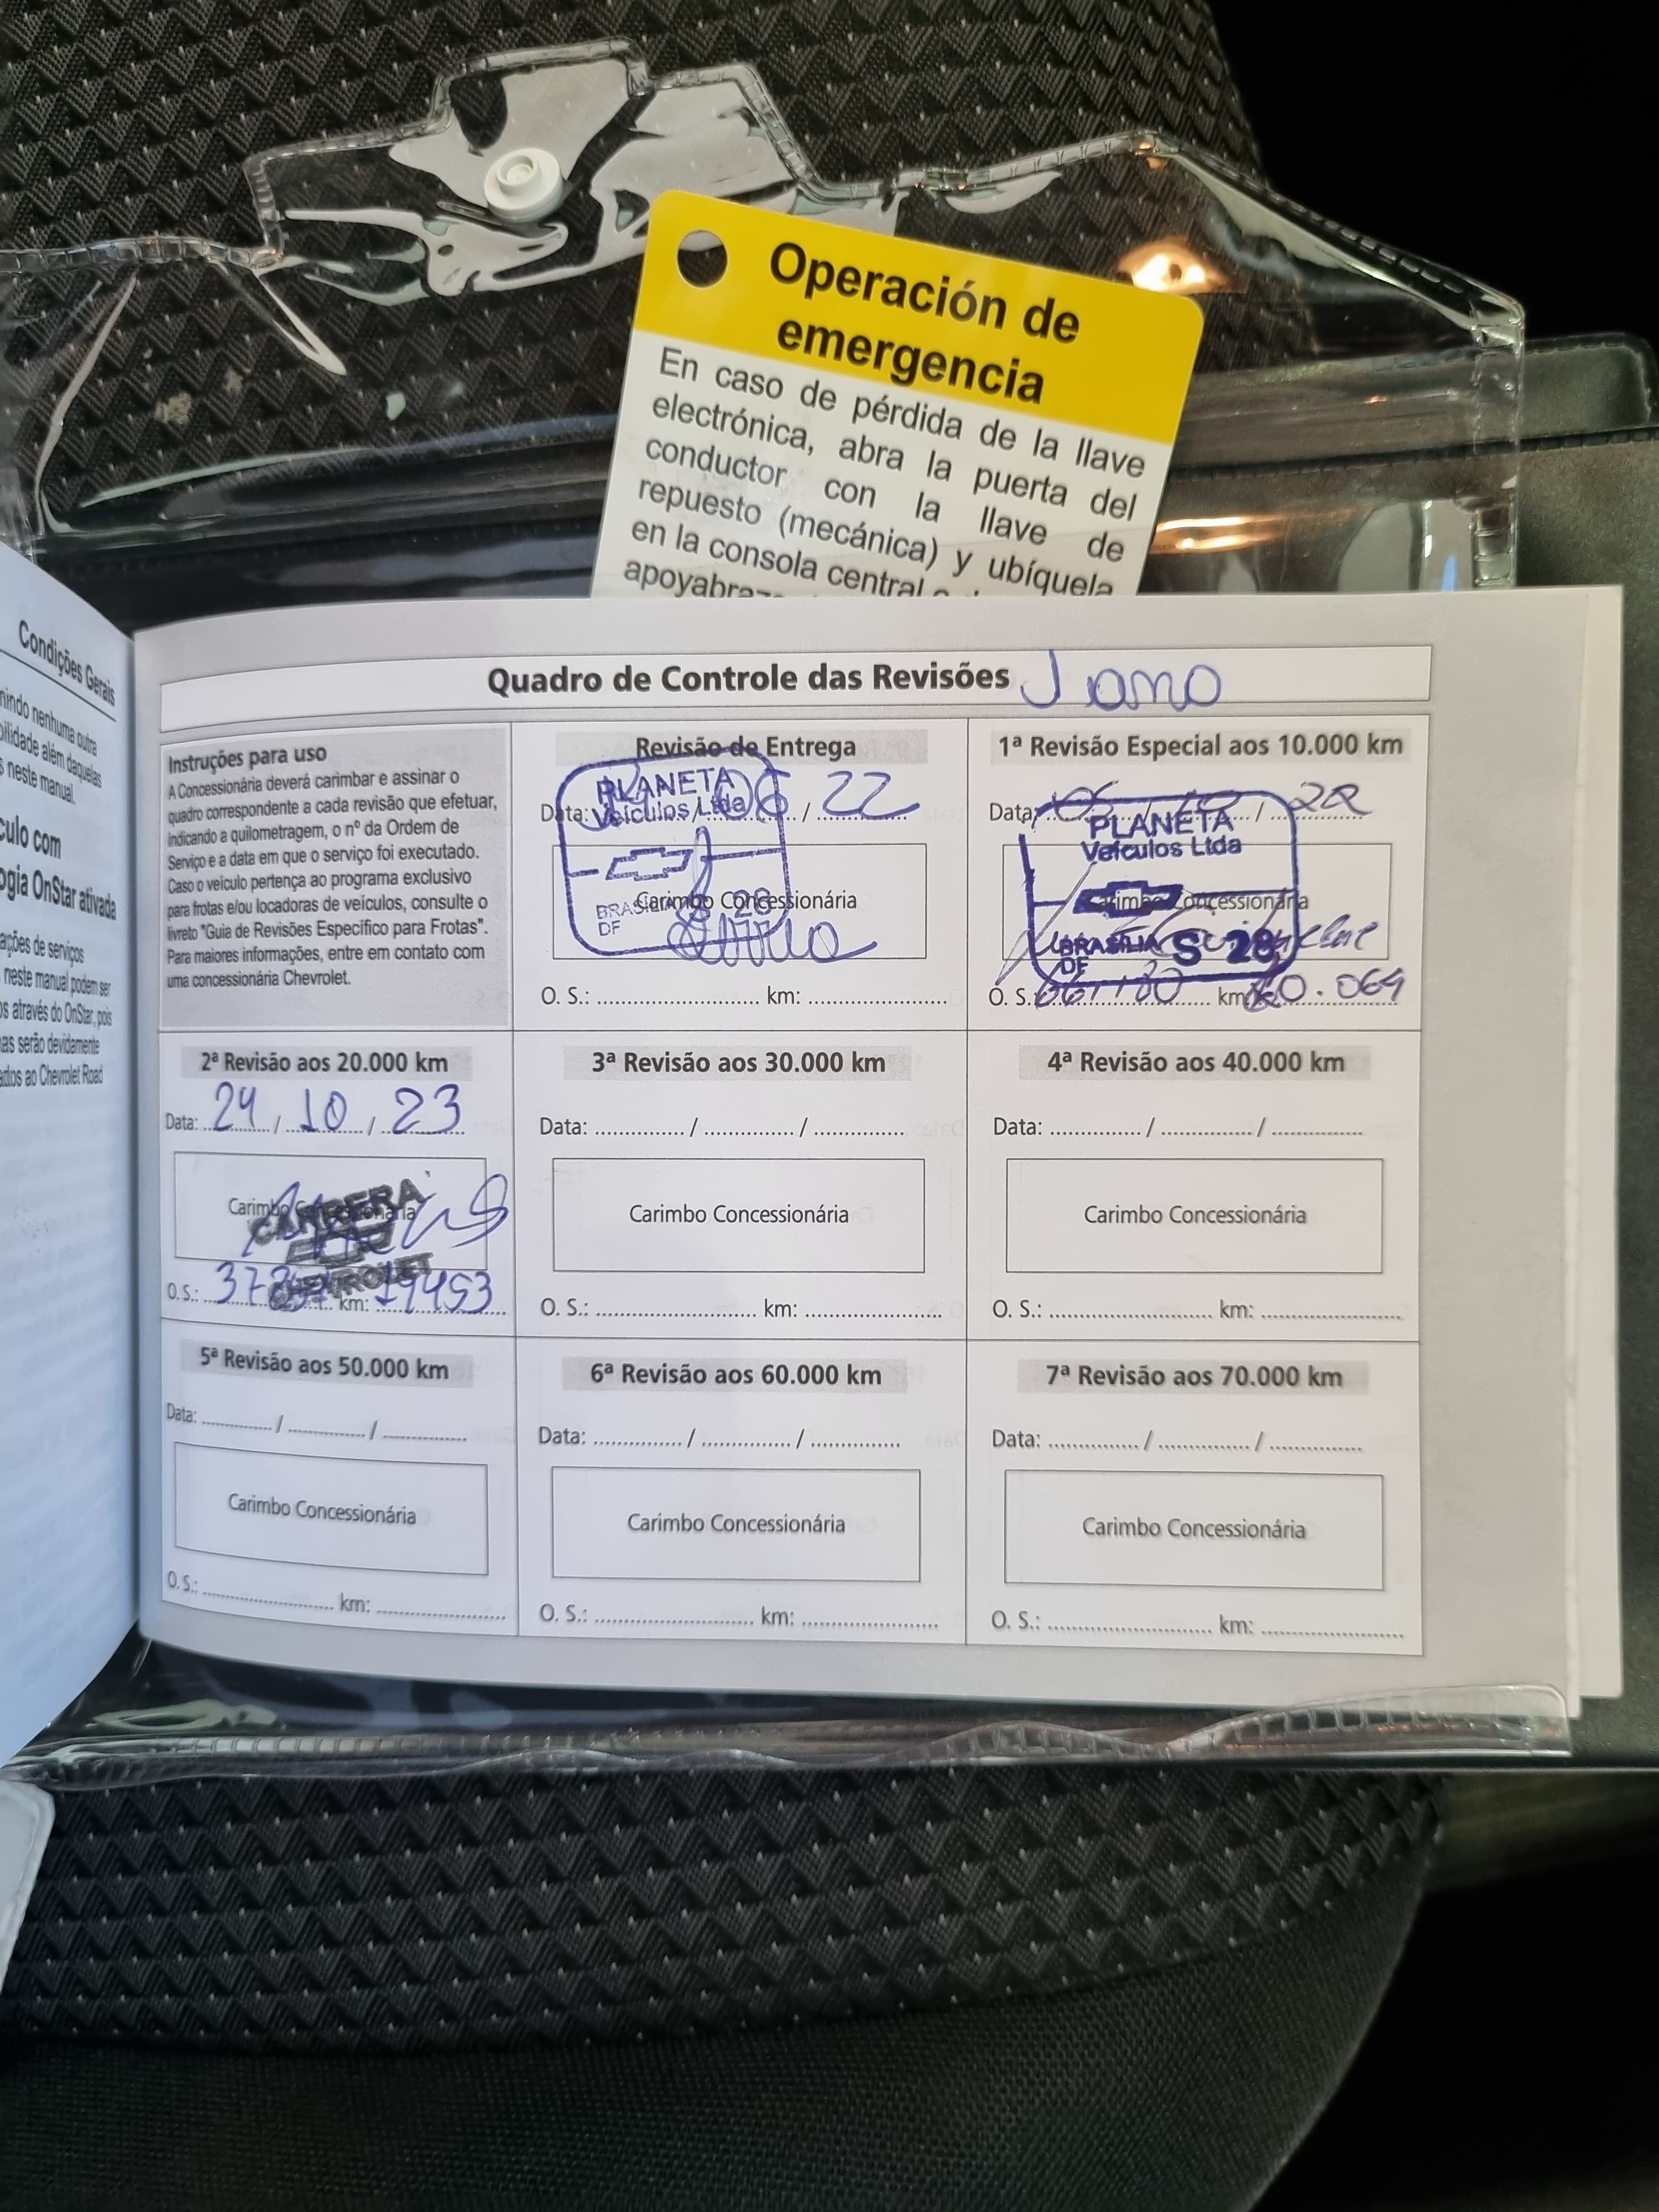 Operación de
emergencia
En caso de pérdida de la llave
electrónica, abra la puerta del
conductor con la llave de
repuesto (mecánica) y ubíquela
en la consola central
Condições Gerais
nindo nenhuma outra
bilidade além daquelas
s neste manual.
culo com
ogia OnStar ativada
ações de serviços
neste manual podem ser
os através do OnStar, pois
nas serão devidamente
ados ao Chevrolet Road
Quadro de Controle das Revisões
Instruções para uso
A Concessionária deverá carimbar e assinar o
quadro correspondente a cada revisão que efetuar,
indicando a quilometragem, o nº da Ordem de
Serviço e a data em que o serviço foi executado.
Caso o veículo pertença ao programa exclusivo
para frotas e/ou locadoras de veículos, consulte o
livreto "Guia de Revisões Específico para Frotas".
Para maiores informações, entre em contato com
uma concessionária Chevrolet.
Revisão de Entrega
Data: / 06 / 22
PLANETA
Veículos Ltda
Carimbo Concessionária
BRASÍLIA 28
DF
O. S.: km:
1ª Revisão Especial aos 10.000 km
Data: / / 22
PLANETA
Veículos Ltda
Carimbo Concessionária
BRASÍLIA S 28
DF
O. S.: km: 10.064
2ª Revisão aos 20.000 km
Data: 24 / 10 / 23
Carimbo Concessionária
CARRERA
CHEVROLET
O. S.: km: 19453
3ª Revisão aos 30.000 km
Data: / /
Carimbo Concessionária
O. S.: km:
4ª Revisão aos 40.000 km
Data: / /
Carimbo Concessionária
O. S.: km:
5ª Revisão aos 50.000 km
Data: / /
Carimbo Concessionária
O. S.: km:
6ª Revisão aos 60.000 km
Data: / /
Carimbo Concessionária
O. S.: km:
7ª Revisão aos 70.000 km
Data: / /
Carimbo Concessionária
O. S.: km: